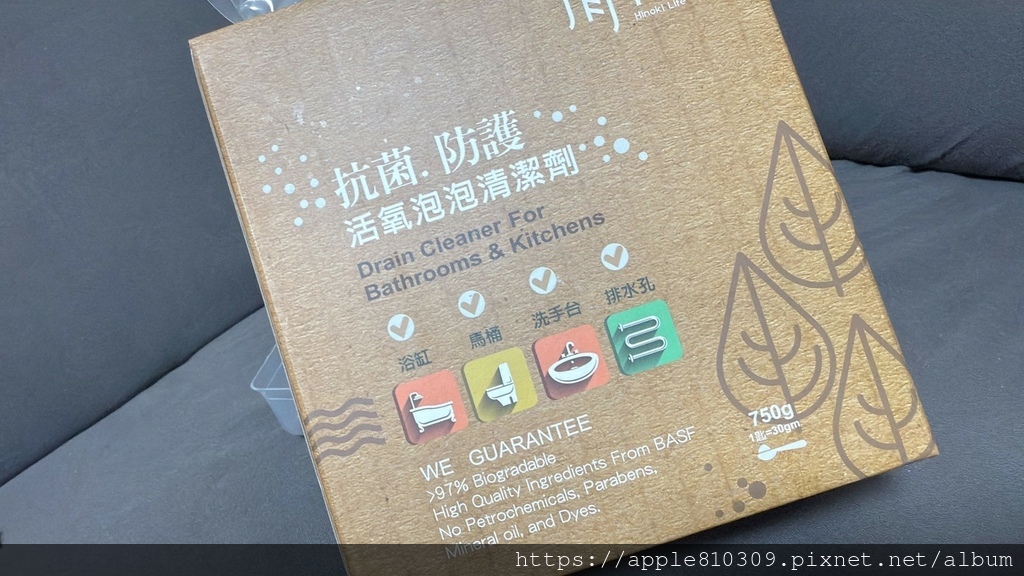 Hinoki Life
抗菌.防護
活氧泡泡清潔劑
Drain Cleaner For
Bathrooms & Kitchens
浴缸 馬桶 洗手台 排水孔
WE GUARANTEE
>97% Biogradable
High Quality Ingredients From BASF
No Petrochemicals, Parabens,
Mineral oil, and Dyes.
750g
1匙=30gm
https://apple810309.pixnet.net/album